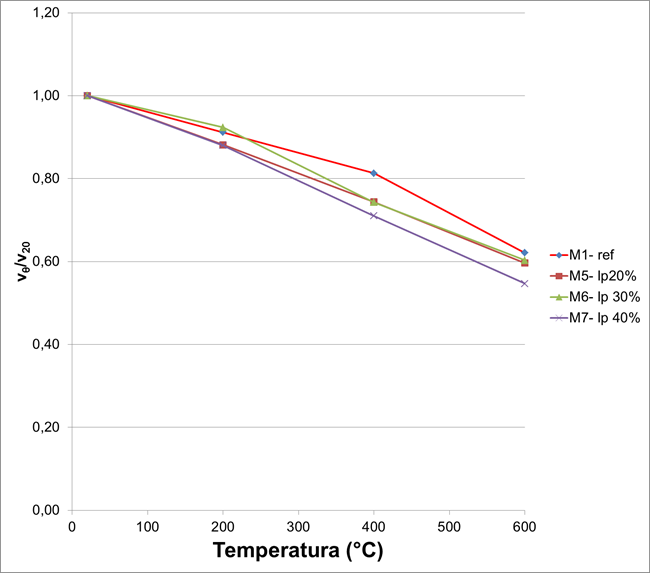 1,20
1,00
0,80
0,60
0,40
0,20
0,00
vθ/v20
0 100 200 300 400 500 600
Temperatura (°C)
M1- ref
M5- lp20%
M6- lp 30%
M7- lp 40%